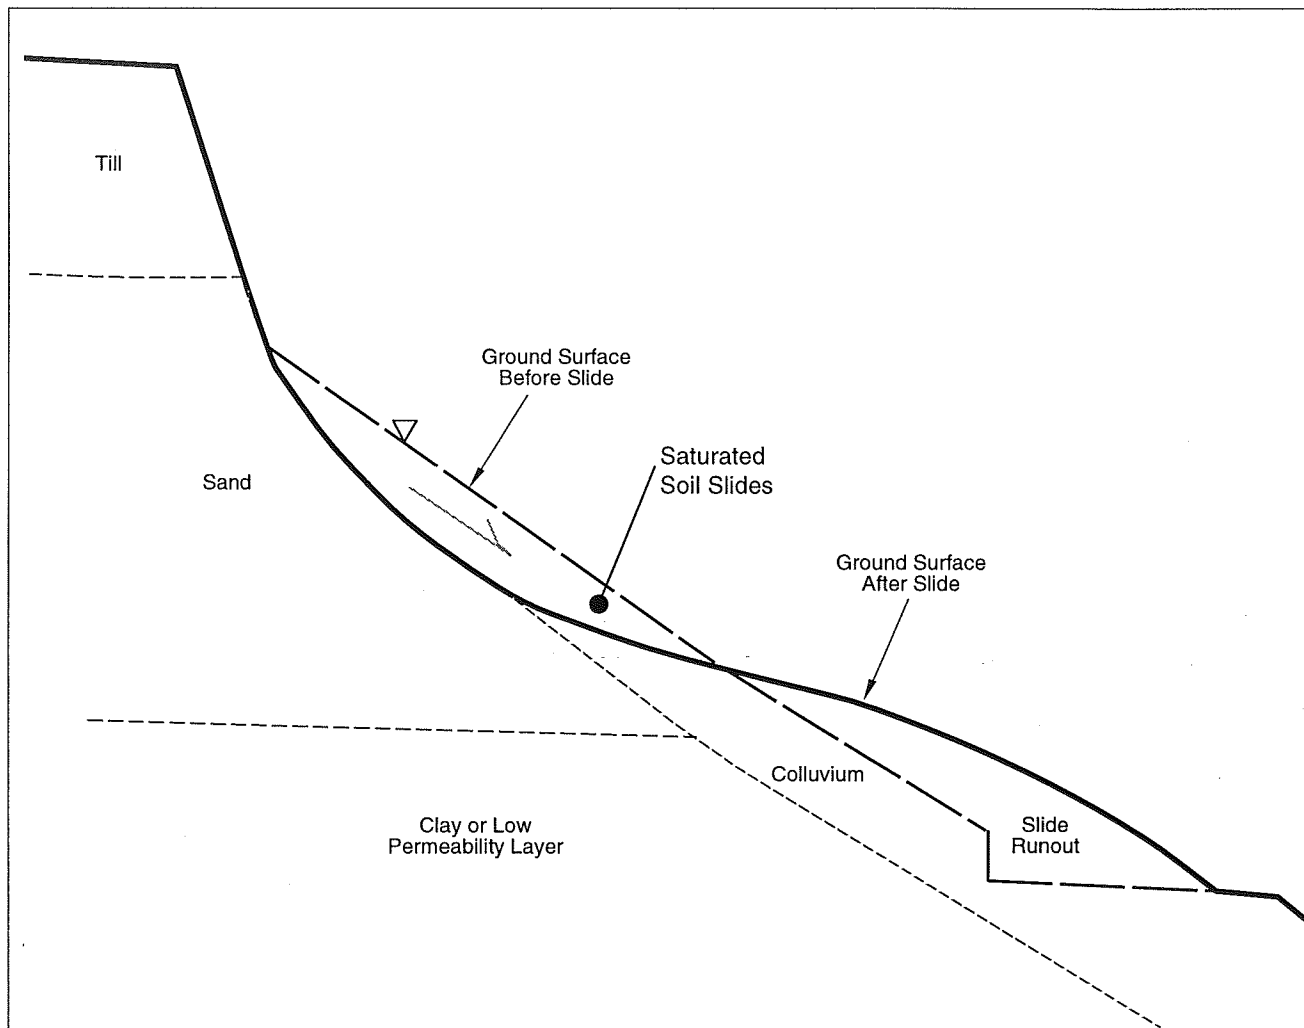 Till
Ground Surface
Before Slide
Saturated
Soil Slides
Sand
Ground Surface
After Slide
Colluvium
Clay or Low
Permeability Layer
Slide
Runout